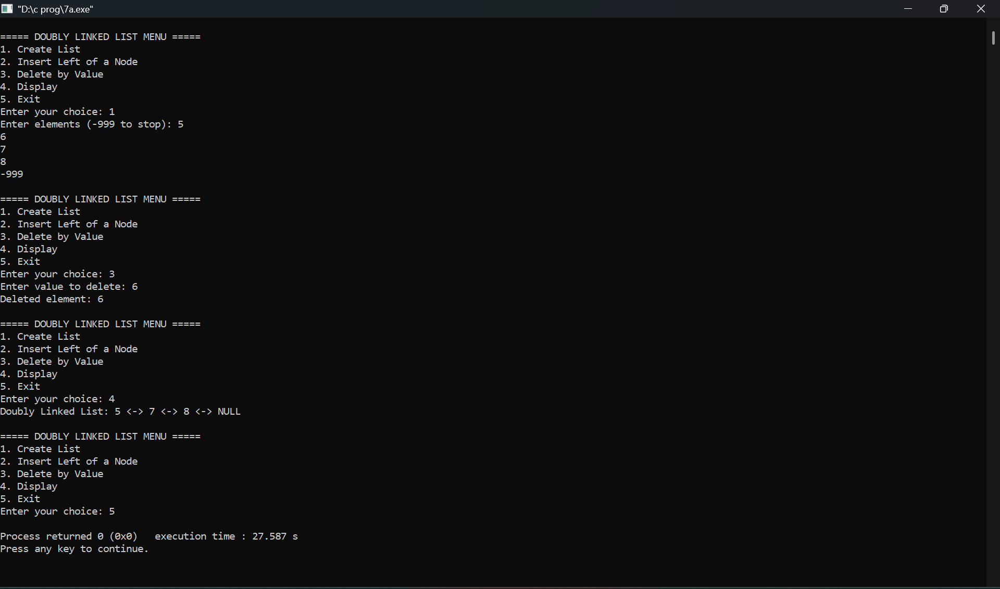 "D:\c prog\7a.exe"
===== DOUBLY LINKED LIST MENU =====
1. Create List
2. Insert Left of a Node
3. Delete by Value
4. Display
5. Exit
Enter your choice: 1
Enter elements (-999 to stop): 5
6
7
8
-999
===== DOUBLY LINKED LIST MENU =====
1. Create List
2. Insert Left of a Node
3. Delete by Value
4. Display
5. Exit
Enter your choice: 3
Enter value to delete: 6
Deleted element: 6
===== DOUBLY LINKED LIST MENU =====
1. Create List
2. Insert Left of a Node
3. Delete by Value
4. Display
5. Exit
Enter your choice: 4
Doubly Linked List: 5 <-> 7 <-> 8 <-> NULL
===== DOUBLY LINKED LIST MENU =====
1. Create List
2. Insert Left of a Node
3. Delete by Value
4. Display
5. Exit
Enter your choice: 5
Process returned 0 (0x0)   execution time : 27.587 s
Press any key to continue.